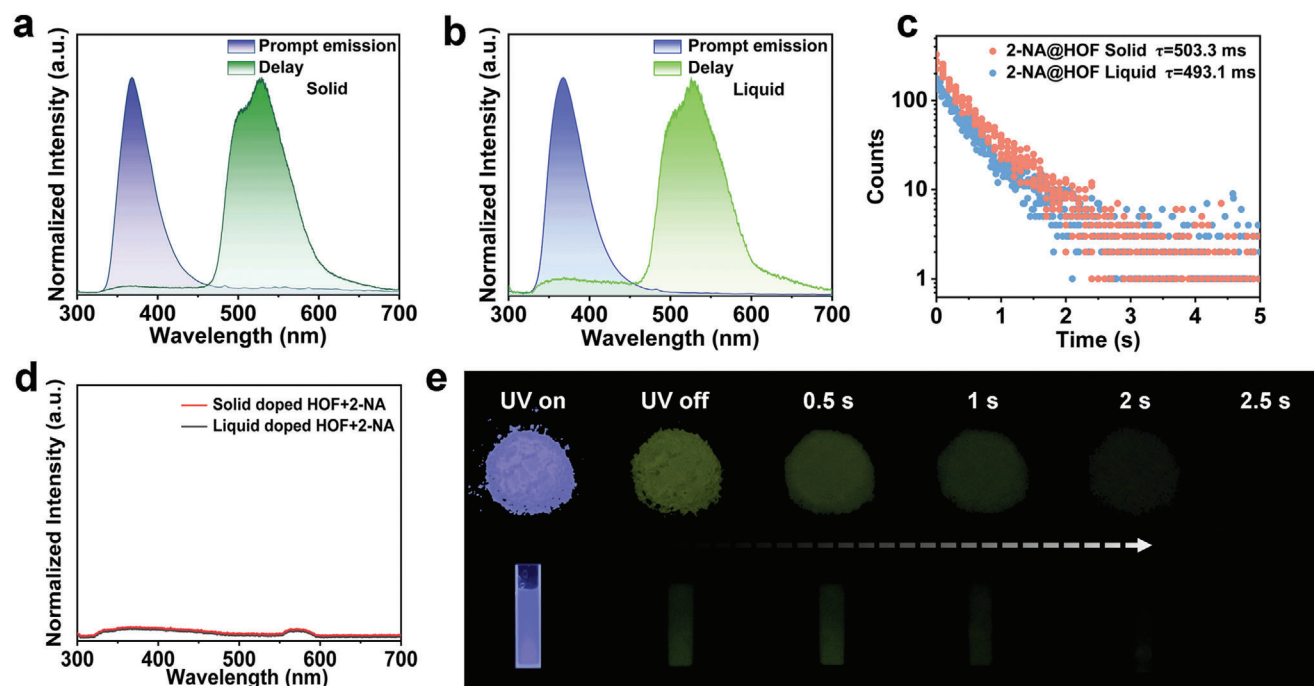 a
Normalized Intensity (a.u.)
Prompt emission
Delay
Solid
300 400 500 600 700
Wavelength (nm)
b
Normalized Intensity (a.u.)
Prompt emission
Delay
Liquid
300 400 500 600 700
Wavelength (nm)
c
Counts
2-NA@HOF Solid τ=503.3 ms
2-NA@HOF Liquid τ=493.1 ms
100
10
1
0 1 2 3 4 5
Time (s)
d
Normalized Intensity (a.u.)
Solid doped HOF+2-NA
Liquid doped HOF+2-NA
300 400 500 600 700
Wavelength (nm)
e
UV on UV off 0.5 s 1 s 2 s 2.5 s